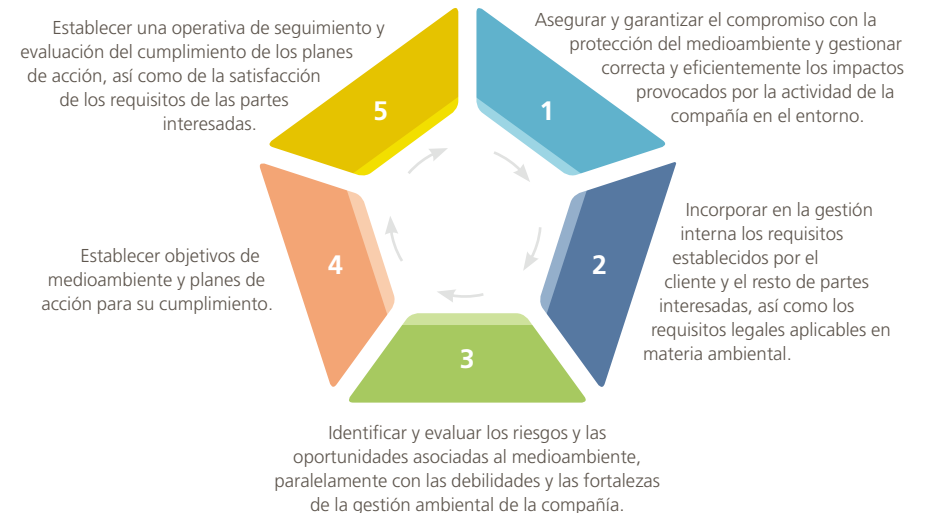 1
Asegurar y garantizar el compromiso con la
protección del medioambiente y gestionar
correcta y eficientemente los impactos
provocados por la actividad de la
compañía en el entorno.
2
Incorporar en la gestión
interna los requisitos
establecidos por el
cliente y el resto de partes
interesadas, así como los
requisitos legales aplicables en
materia ambiental.
3
Identificar y evaluar los riesgos y las
oportunidades asociadas al medioambiente,
paralelamente con las debilidades y las fortalezas
de la gestión ambiental de la compañía.
4
Establecer objetivos de
medioambiente y planes de
acción para su cumplimiento.
5
Establecer una operativa de seguimiento y
evaluación del cumplimiento de los planes
de acción, así como de la satisfacción
de los requisitos de las partes
interesadas.